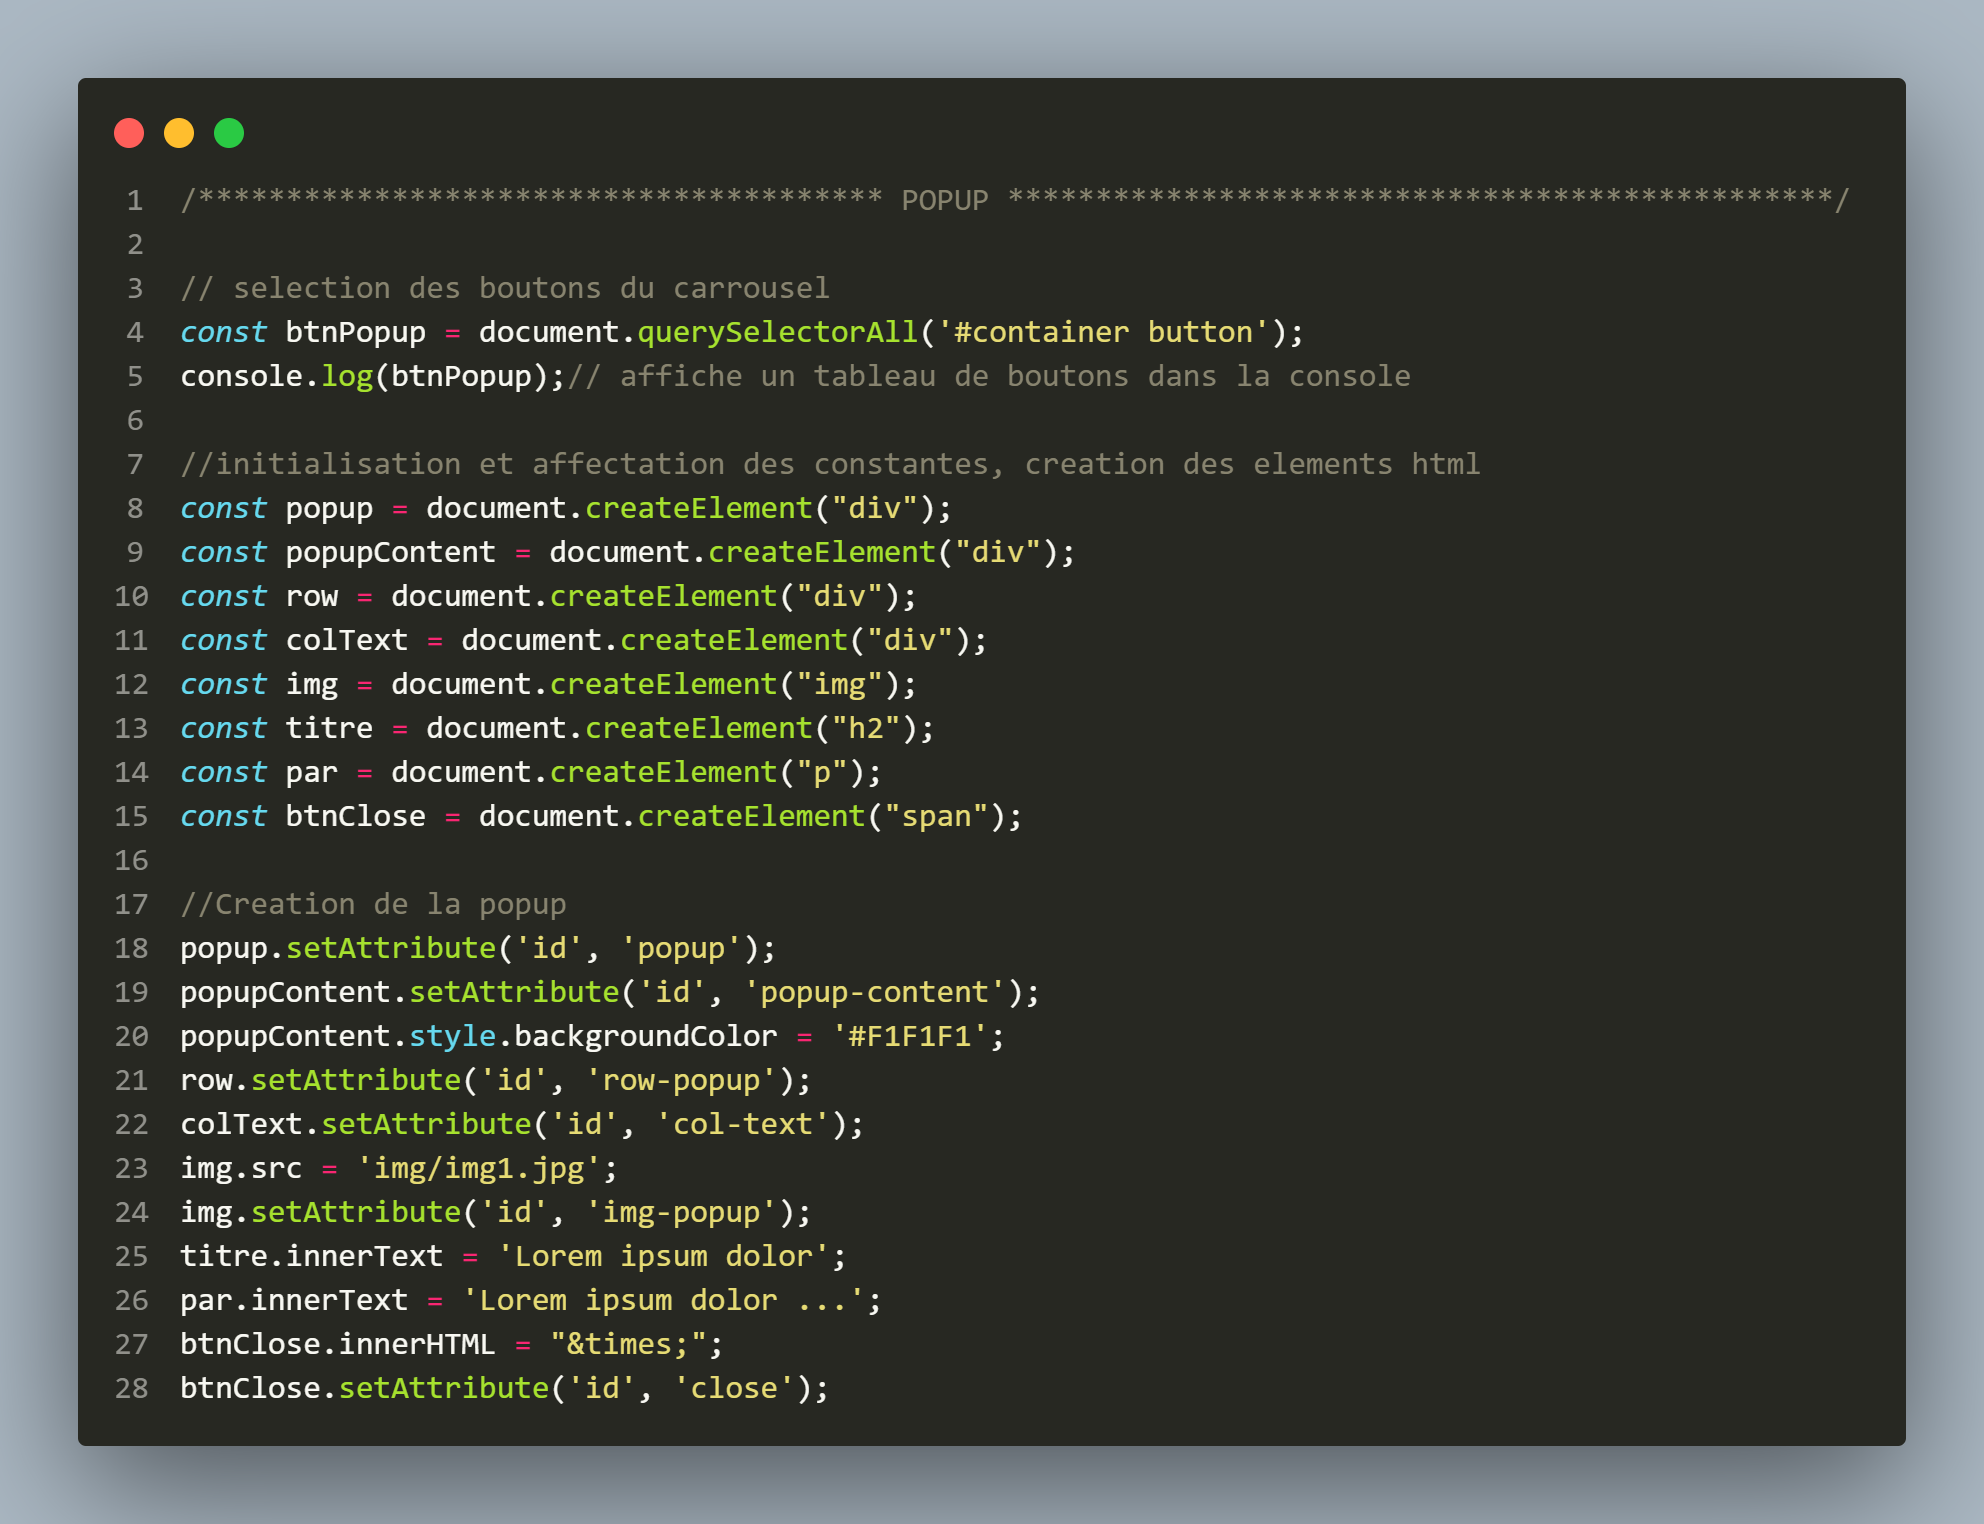 1 /*************************************** POPUP ***********************************************/
2
3 // selection des boutons du carrousel
4 const btnPopup = document.querySelectorAll('#container button');
5 console.log(btnPopup);// affiche un tableau de boutons dans la console
6
7 //initialisation et affectation des constantes, creation des elements html
8 const popup = document.createElement("div");
9 const popupContent = document.createElement("div");
10 const row = document.createElement("div");
11 const colText = document.createElement("div");
12 const img = document.createElement("img");
13 const titre = document.createElement("h2");
14 const par = document.createElement("p");
15 const btnClose = document.createElement("span");
16
17 //Creation de la popup
18 popup.setAttribute('id', 'popup');
19 popupContent.setAttribute('id', 'popup-content');
20 popupContent.style.backgroundColor = '#F1F1F1';
21 row.setAttribute('id', 'row-popup');
22 colText.setAttribute('id', 'col-text');
23 img.src = 'img/img1.jpg';
24 img.setAttribute('id', 'img-popup');
25 titre.innerText = 'Lorem ipsum dolor';
26 par.innerText = 'Lorem ipsum dolor ...';
27 btnClose.innerHTML = "&times;";
28 btnClose.setAttribute('id', 'close');